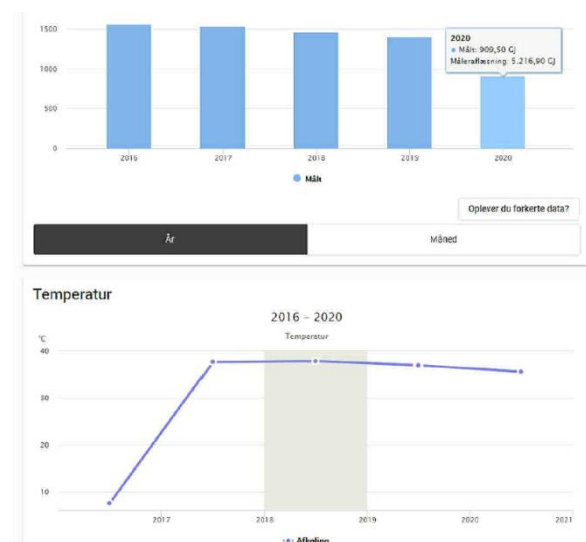 1500
2020
Målt: 909,50 GJ
Måleraflæsning: 5.216,90 GJ
1000
500
0
2016 2017 2018 2019 2020
Målt
Oplever du forkerte data?
År Måned
Temperatur
2016 – 2020
Temperatur
°C
40
30
20
10
2017 2018 2019 2020 2021
Afkøling